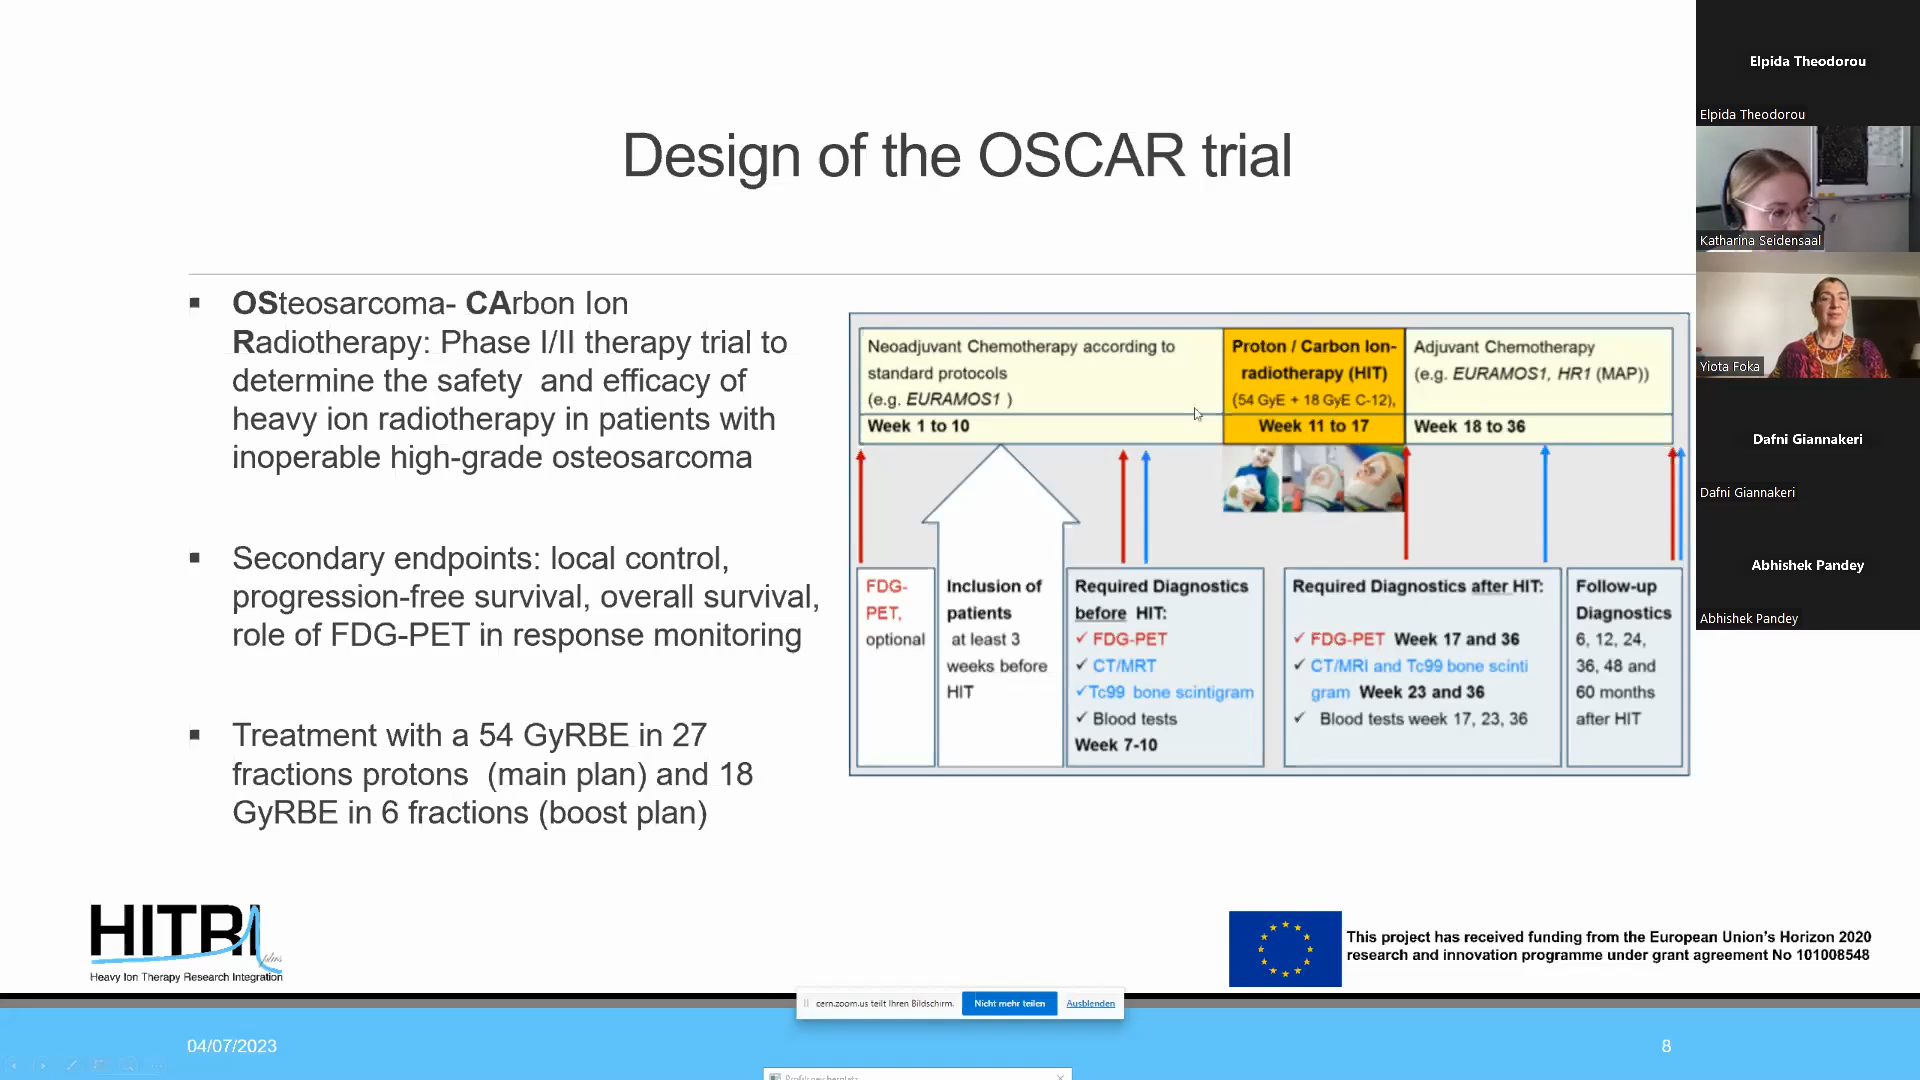 Design of the OSCAR trial
▪ OSteosarcoma- CArbon Ion
Radiotherapy: Phase I/II therapy trial to
determine the safety and efficacy of
heavy ion radiotherapy in patients with
inoperable high-grade osteosarcoma
▪ Secondary endpoints: local control,
progression-free survival, overall survival,
role of FDG-PET in response monitoring
▪ Treatment with a 54 GyRBE in 27
fractions protons (main plan) and 18
GyRBE in 6 fractions (boost plan)
Neoadjuvant Chemotherapy according to
standard protocols
(e.g. EURAMOS1 )
Week 1 to 10
Proton / Carbon Ion-
radiotherapy (HIT)
(54 GyE + 18 GyE C-12),
Week 11 to 17
Adjuvant Chemotherapy
(e.g. EURAMOS1, HR1 (MAP))
Week 18 to 36
FDG-
PET,
optional
Inclusion of
patients
at least 3
weeks before
HIT
Required Diagnostics
before HIT:
✓ FDG-PET
✓ CT/MRT
✓Tc99 bone scintigram
✓ Blood tests
Week 7-10
Required Diagnostics after HIT:
✓ FDG-PET Week 17 and 36
✓ CT/MRI and Tc99 bone scinti
gram Week 23 and 36
✓ Blood tests week 17, 23, 36
Follow-up
Diagnostics
6, 12, 24,
36, 48 and
60 months
after HIT
HITRI
Heavy Ion Therapy Research Integration
This project has received funding from the European Union's Horizon 2020
research and innovation programme under grant agreement No 101008548
cern.zoom.us teilt Ihren Bildschirm.
Nicht mehr teilen
Ausblenden
04/07/2023
8
Elpida Theodorou
Elpida Theodorou
Katharina Seidensaal
Yiota Foka
Dafni Giannakeri
Dafni Giannakeri
Abhishek Pandey
Abhishek Pandey